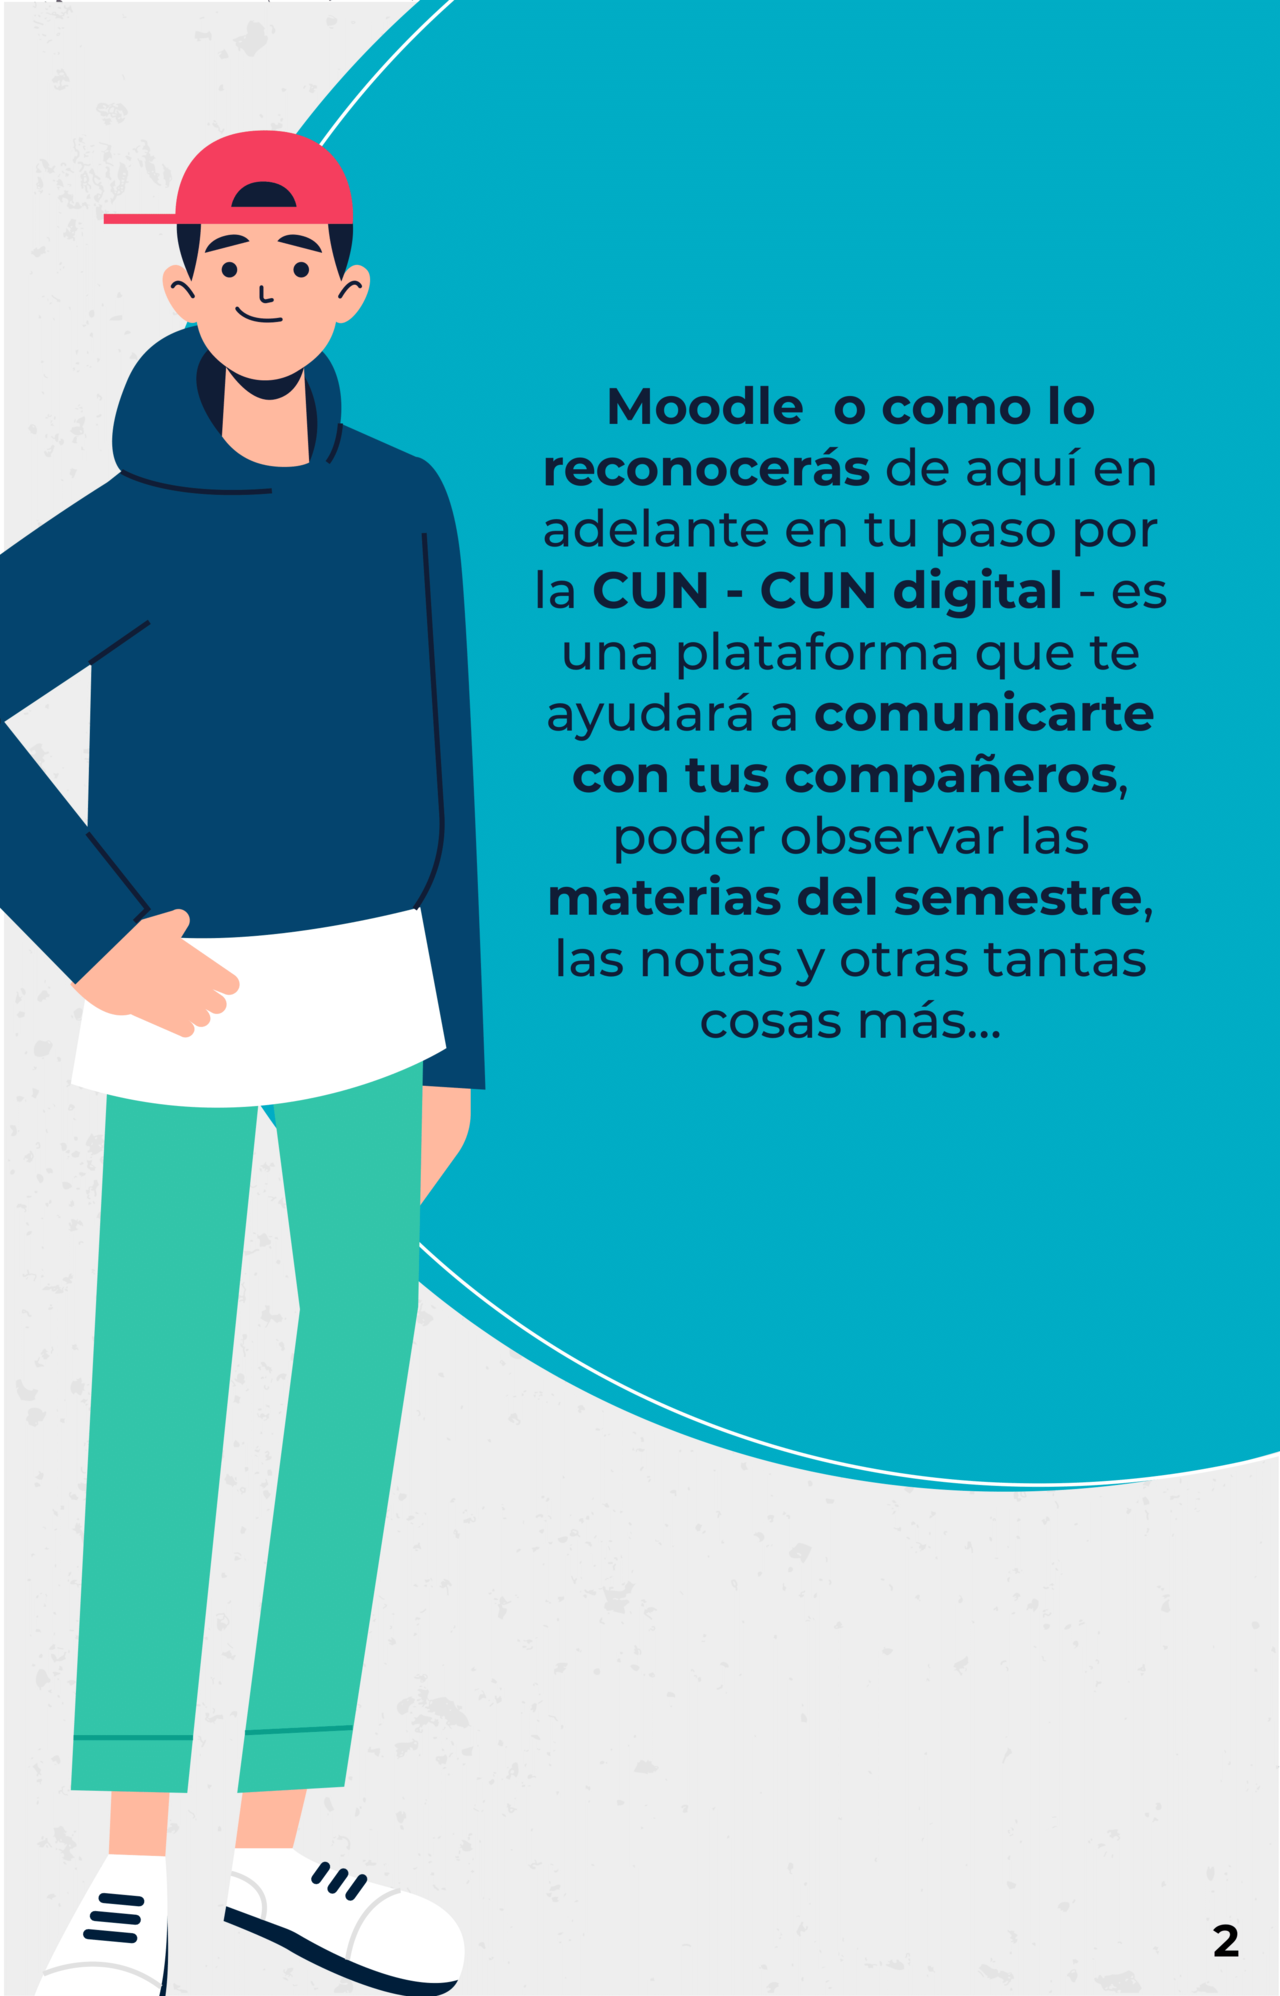 Moodle o como lo
reconocerás de aquí en
adelante en tu paso por
la CUN - CUN digital - es
una plataforma que te
ayudará a comunicarte
con tus compañeros,
poder observar las
materias del semestre,
las notas y otras tantas
cosas más...
2